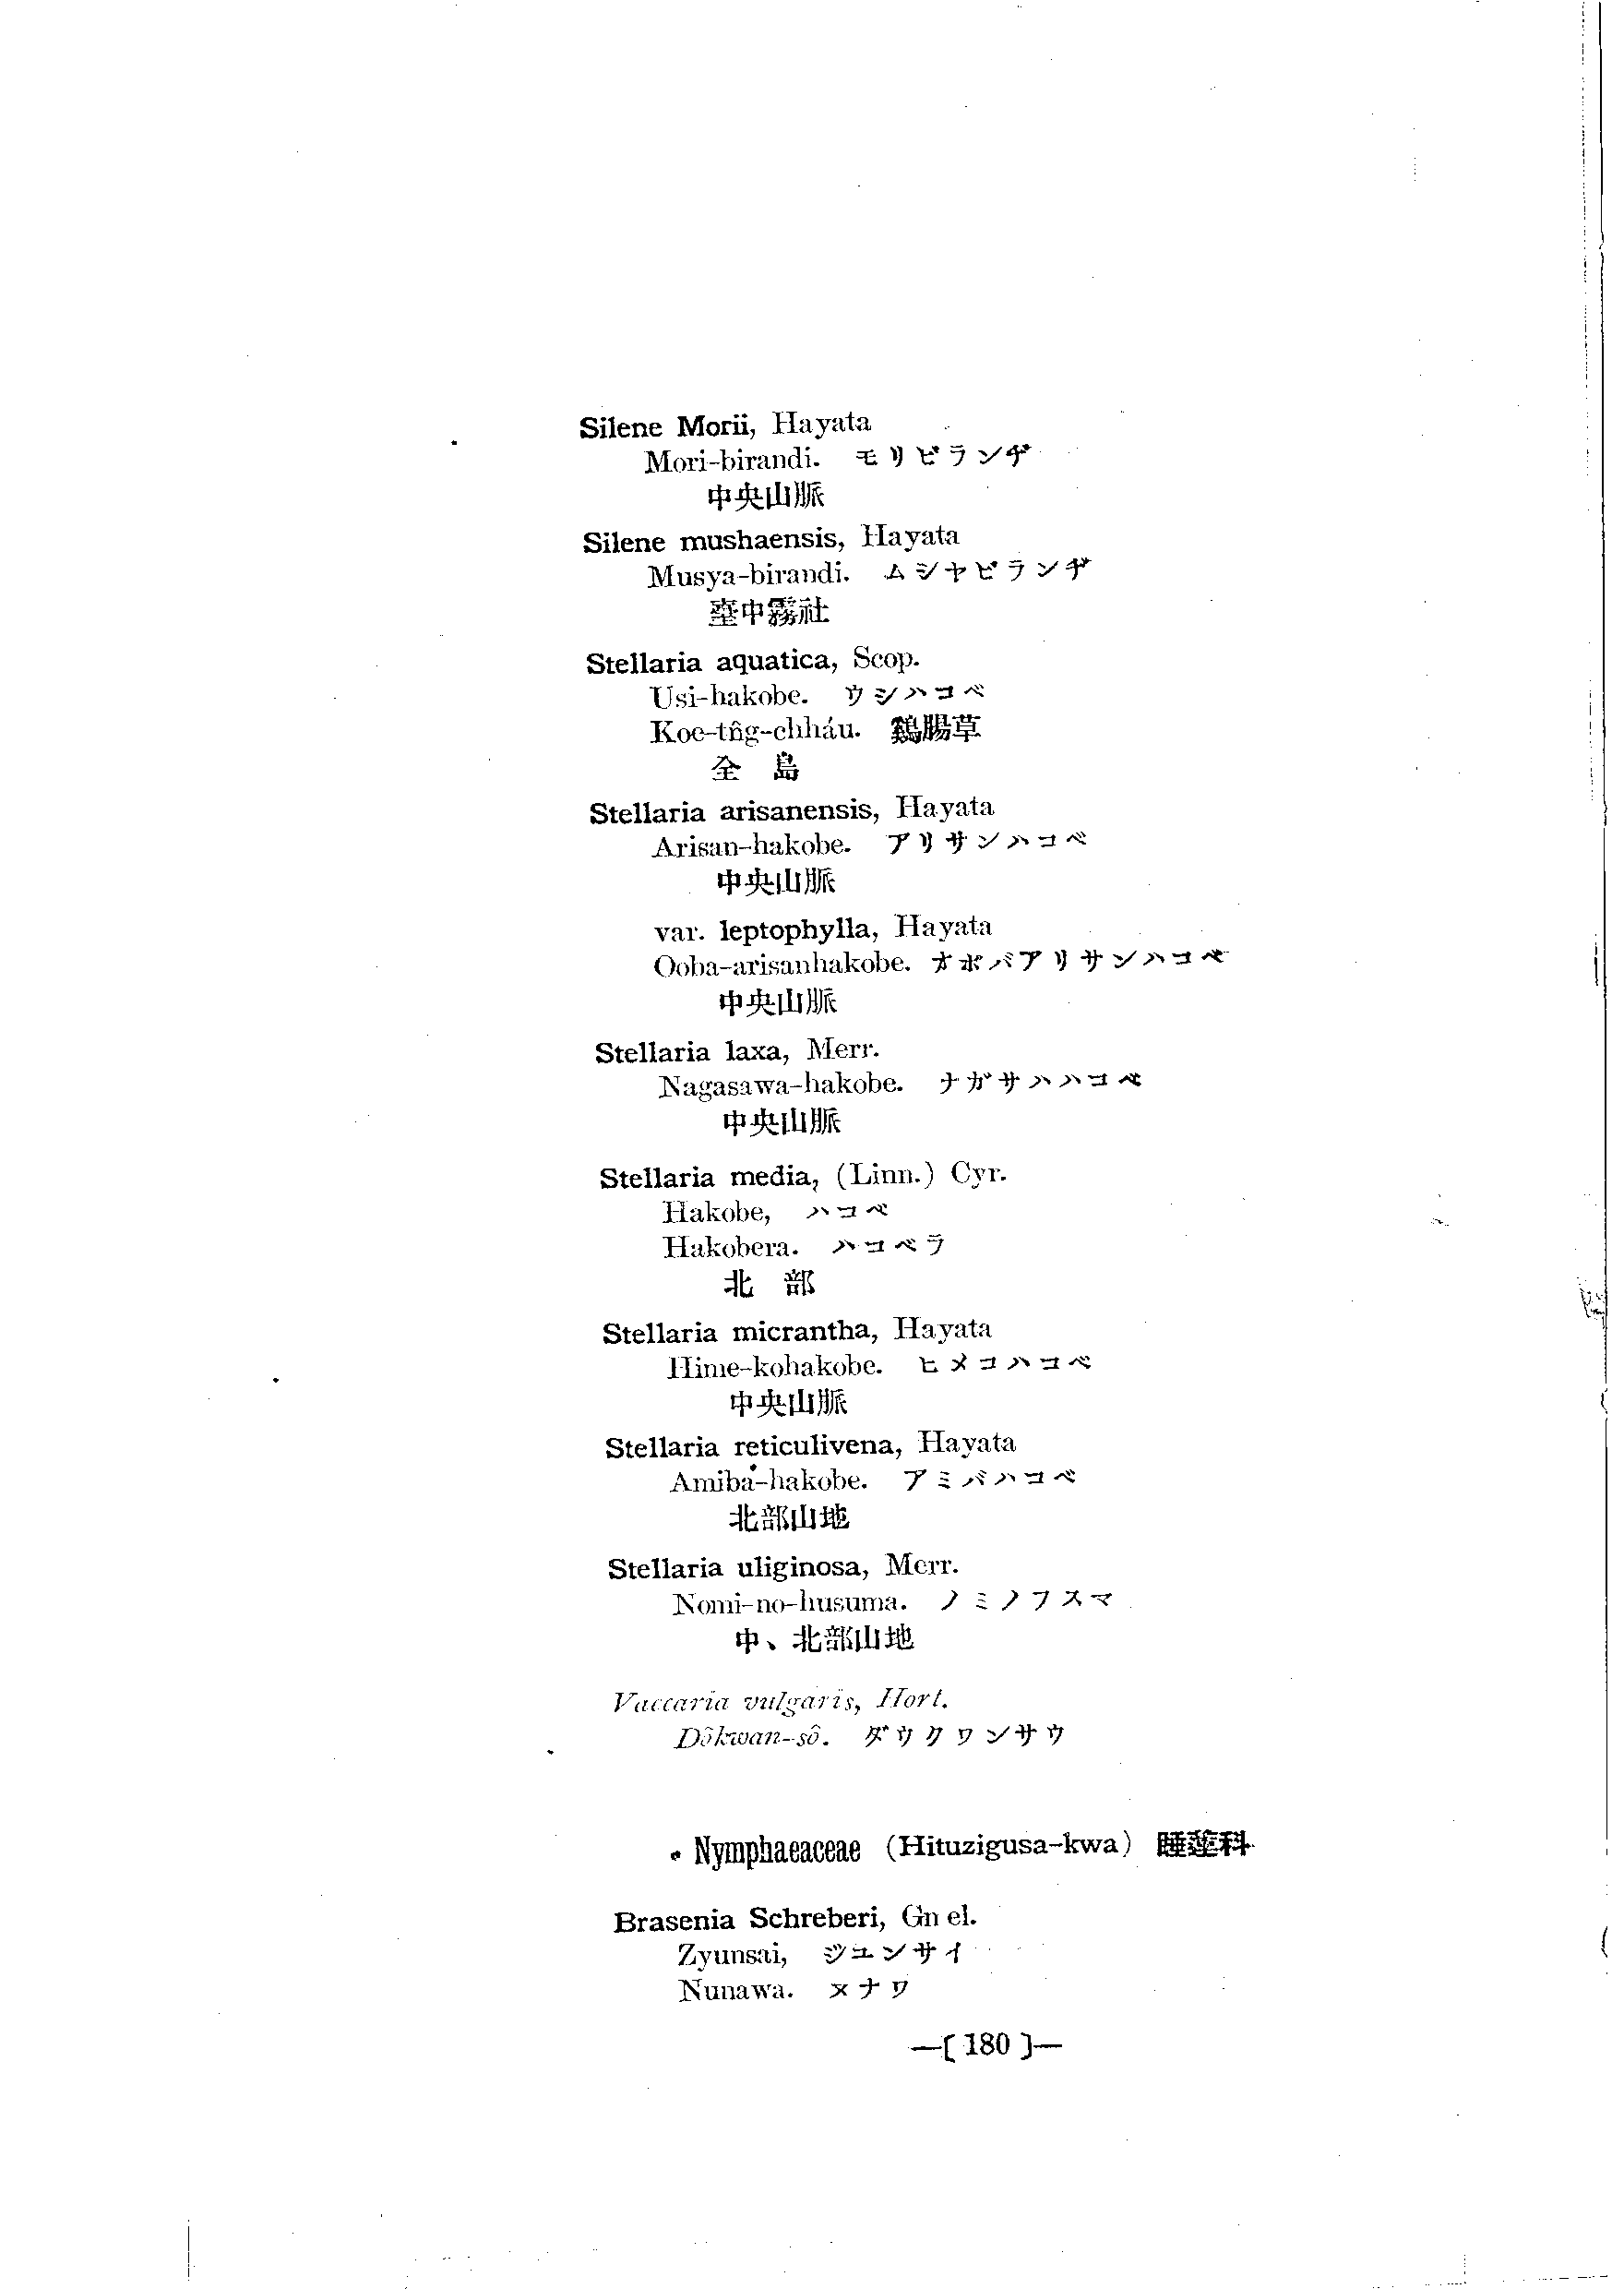 Silene Morii, Hayata
Mori-birandi. モリビランヂ
中央山脈
Silene mushaensis, Hayata
Musya-birandi. ムシヤビランヂ
臺中霧社
Stellaria aquatica, Scop.
Usi-hakobe. ウシハコベ
Koe-tn̂g-chháu. 鷄腸草
全 島
Stellaria arisanensis, Hayata
Arisan-hakobe. アリサンハコベ
中央山脈
var. leptophylla, Hayata
Ooba-arisanhakobe. オホバアリサンハコベ
中央山脈
Stellaria laxa, Merr.
Nagasawa-hakobe. ナガサハハコベ
中央山脈
Stellaria media, (Linn.) Cyr.
Hakobe, ハコベ
Hakobera. ハコベラ
北 部
Stellaria micrantha, Hayata
Hime-kohakobe. ヒメコハコベ
中央山脈
Stellaria reticulivena, Hayata
Amiba-hakobe. アミバハコベ
北部山地
Stellaria uliginosa, Merr.
Nomi-no-husuma. ノミノフスマ
中、北部山地
Vaccaria vulgaris, Hort.
Dôkwan-sô. ダウクワンサウ
Nymphaeaceae (Hituzigusa-kwa) 睡蓮科
Brasenia Schreberi, Gmel.
Zyunsai, ジユンサイ
Nunawa. ヌナワ
—[ 180 ]—